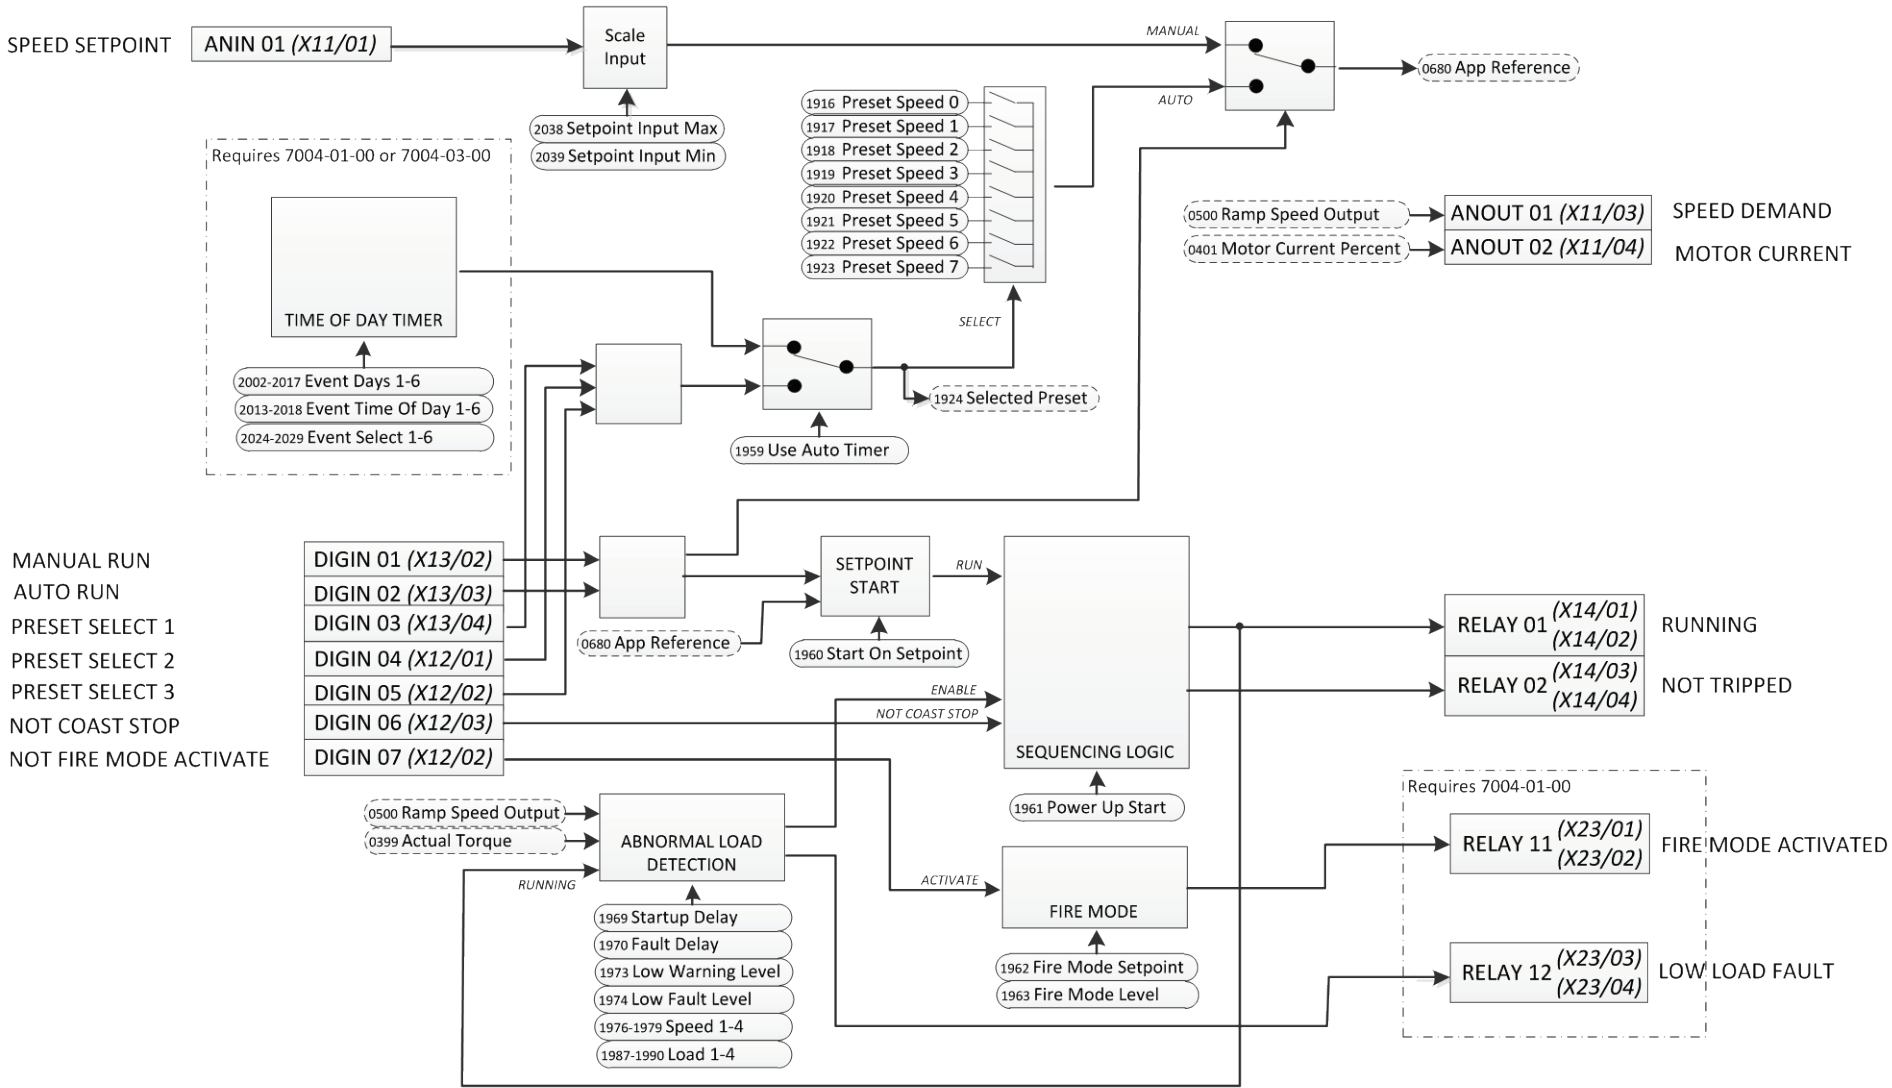 SPEED SETPOINT
ANIN 01 (X11/01)
Scale
Input
MANUAL
0680 App Reference
AUTO
2038 Setpoint Input Max
2039 Setpoint Input Min
1916 Preset Speed 0
1917 Preset Speed 1
1918 Preset Speed 2
1919 Preset Speed 3
1920 Preset Speed 4
1921 Preset Speed 5
1922 Preset Speed 6
1923 Preset Speed 7
Requires 7004-01-00 or 7004-03-00
TIME OF DAY TIMER
2002-2017 Event Days 1-6
2013-2018 Event Time Of Day 1-6
2024-2029 Event Select 1-6
0500 Ramp Speed Output
ANOUT 01 (X11/03)
SPEED DEMAND
0401 Motor Current Percent
ANOUT 02 (X11/04)
MOTOR CURRENT
SELECT
1924 Selected Preset
1959 Use Auto Timer
MANUAL RUN
DIGIN 01 (X13/02)
AUTO RUN
DIGIN 02 (X13/03)
PRESET SELECT 1
DIGIN 03 (X13/04)
PRESET SELECT 2
DIGIN 04 (X12/01)
PRESET SELECT 3
DIGIN 05 (X12/02)
NOT COAST STOP
DIGIN 06 (X12/03)
NOT FIRE MODE ACTIVATE
DIGIN 07 (X12/02)
SETPOINT
START
RUN
0680 App Reference
1960 Start On Setpoint
ENABLE
NOT COAST STOP
SEQUENCING LOGIC
1961 Power Up Start
RELAY 01 (X14/01)
(X14/02)
RUNNING
RELAY 02 (X14/03)
(X14/04)
NOT TRIPPED
0500 Ramp Speed Output
0399 Actual Torque
RUNNING
ABNORMAL LOAD
DETECTION
1969 Startup Delay
1970 Fault Delay
1973 Low Warning Level
1974 Low Fault Level
1976-1979 Speed 1-4
1987-1990 Load 1-4
ACTIVATE
FIRE MODE
1962 Fire Mode Setpoint
1963 Fire Mode Level
Requires 7004-01-00
RELAY 11 (X23/01)
(X23/02)
FIRE MODE ACTIVATED
RELAY 12 (X23/03)
(X23/04)
LOW LOAD FAULT